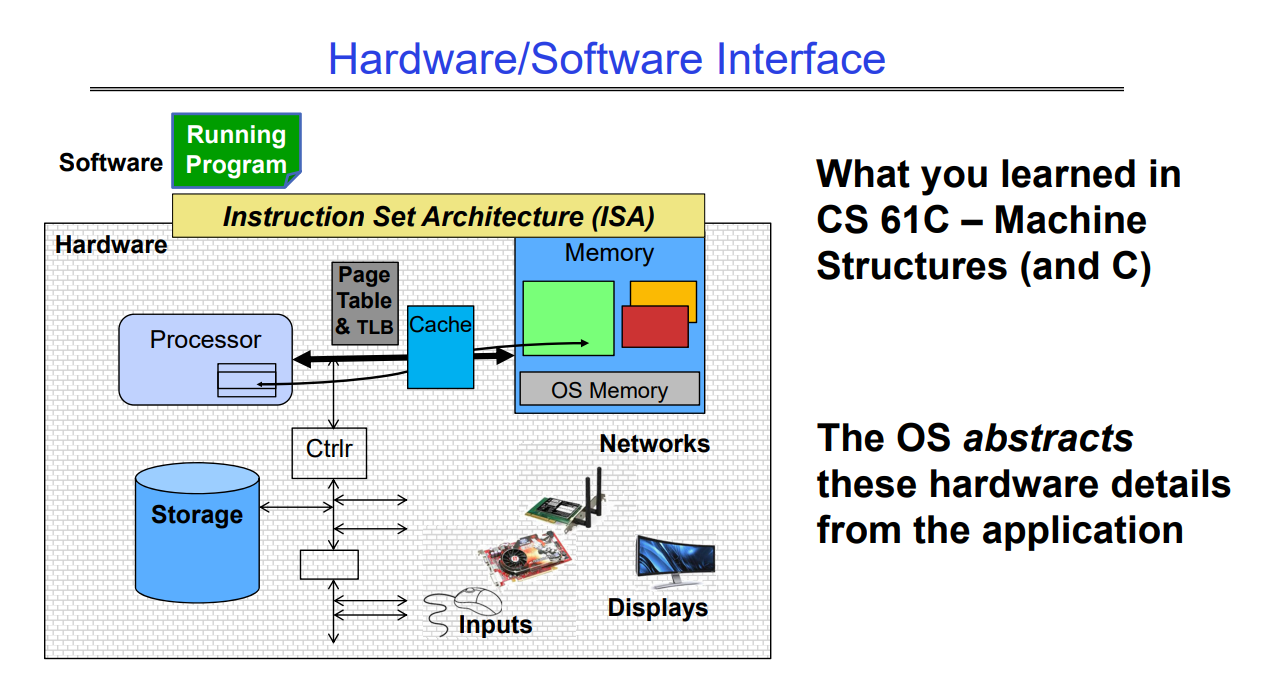 Hardware/Software Interface
Software
Running
Program
Instruction Set Architecture (ISA)
Hardware
Memory
Page
Table
& TLB
Cache
Processor
OS Memory
Ctrlr
Networks
Storage
Displays
Inputs
What you learned in
CS 61C – Machine
Structures (and C)
The OS abstracts
these hardware details
from the application